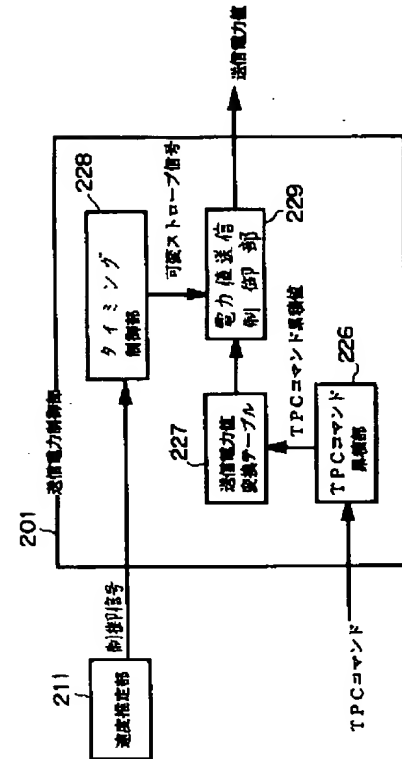 211
速度推定部
制御信号
201
送信電力制御部
228
タイミング
制御部
可変ストローブ信号
電力値送信
制御部
229
送信電力値
227
送信電力値
変換テーブル
TPCコマンド累積値
226
TPCコマンド
累積部
TPCコマンド